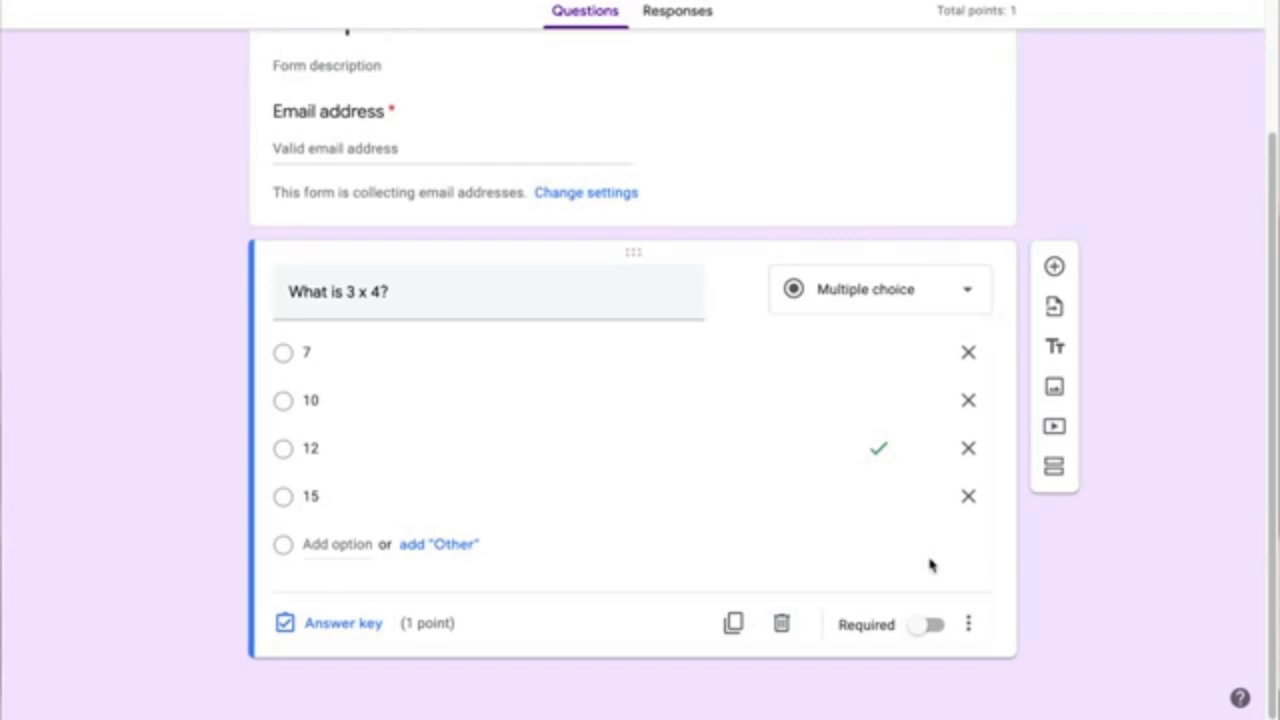 Questions Responses Total points: 1
Form description
Email address *
Valid email address
This form is collecting email addresses. Change settings
What is 3 x 4? Multiple choice
7
10
12
15
Add option or add "Other"
Answer key (1 point) Required